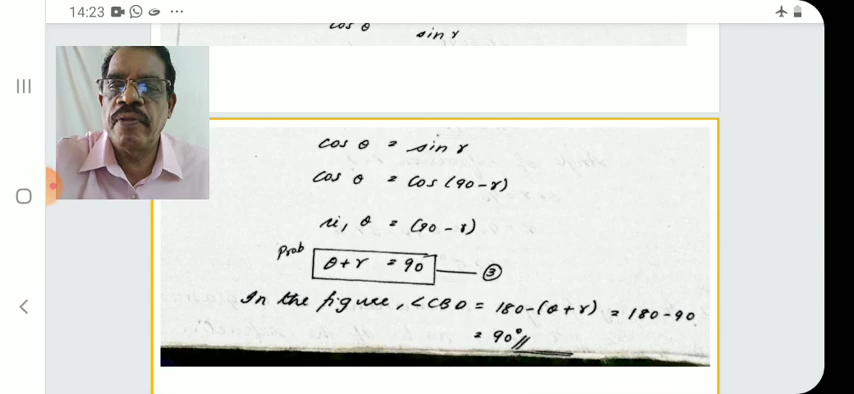 14:23
cos θ sin r
cos θ = sin r
cos θ = cos (90-r)
ie, θ = (90-r)
Prob
θ+r = 90 — ③
In the figure, ∠CBD = 180-(θ+r) = 180-90
= 90°//